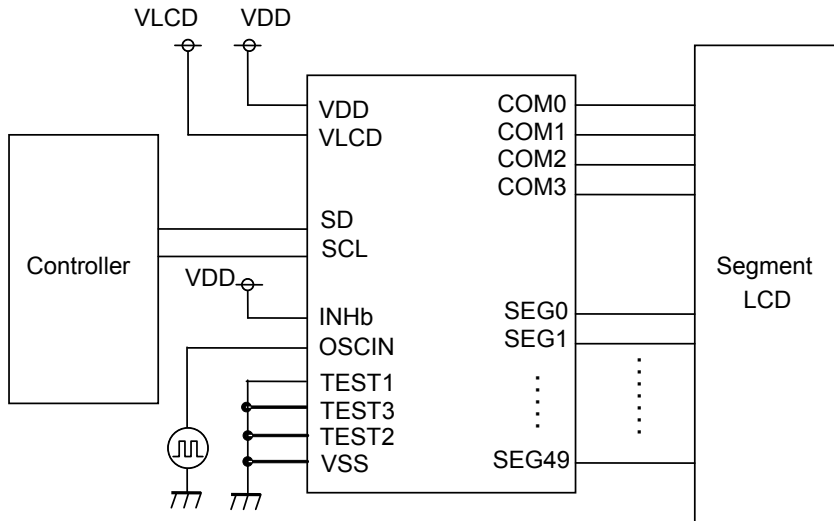 VLCD VDD
VDD
VLCD
SD
SCL
INHb
OSCIN
TEST1
TEST3
TEST2
VSS
COM0
COM1
COM2
COM3
SEG0
SEG1
SEG49
Controller
VDD
Segment
LCD